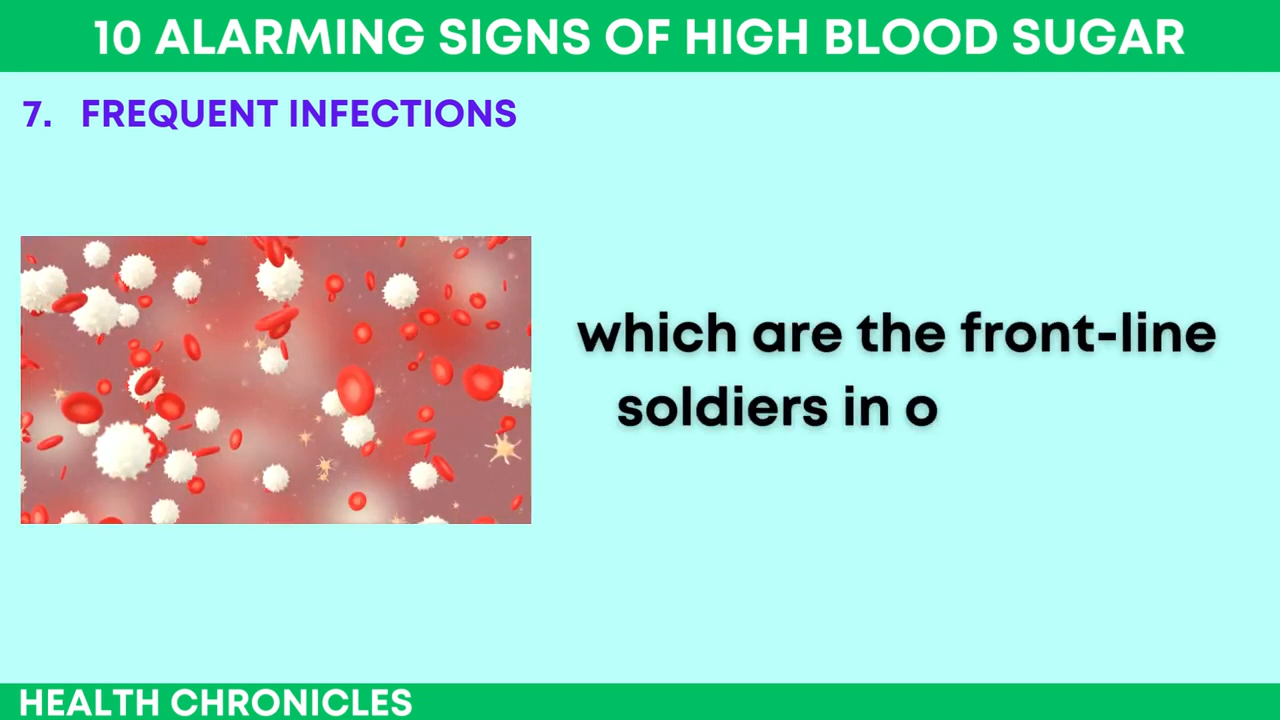 10 ALARMING SIGNS OF HIGH BLOOD SUGAR
7. FREQUENT INFECTIONS
which are the front-line
soldiers in o
HEALTH CHRONICLES